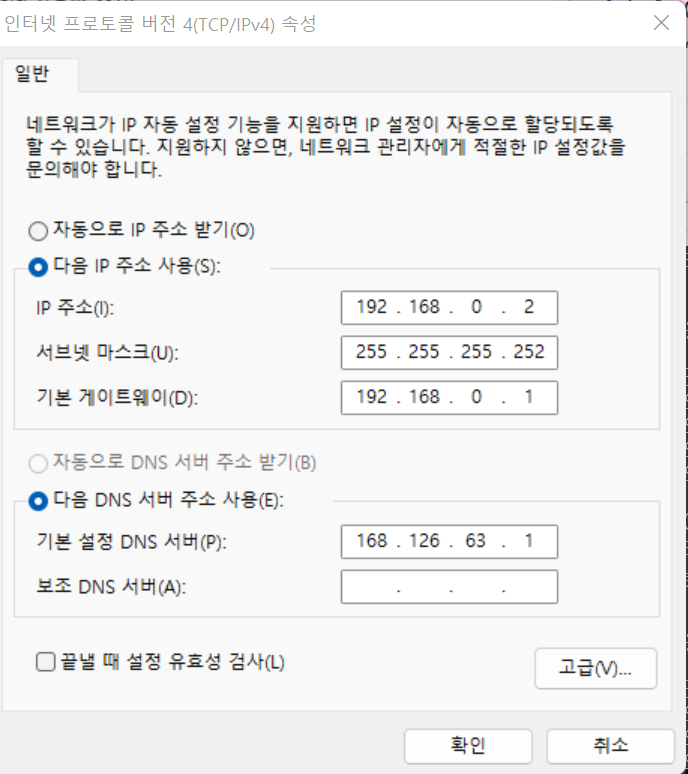 인터넷 프로토콜 버전 4(TCP/IPv4) 속성
일반
네트워크가 IP 자동 설정 기능을 지원하면 IP 설정이 자동으로 할당되도록
할 수 있습니다. 지원하지 않으면, 네트워크 관리자에게 적절한 IP 설정값을
문의해야 합니다.
자동으로 IP 주소 받기(O)
다음 IP 주소 사용(S):
IP 주소(I): 192 . 168 . 0 . 2
서브넷 마스크(U): 255 . 255 . 255 . 252
기본 게이트웨이(D): 192 . 168 . 0 . 1
자동으로 DNS 서버 주소 받기(B)
다음 DNS 서버 주소 사용(E):
기본 설정 DNS 서버(P): 168 . 126 . 63 . 1
보조 DNS 서버(A): . . .
끝낼 때 설정 유효성 검사(L)
고급(V)...
확인 취소